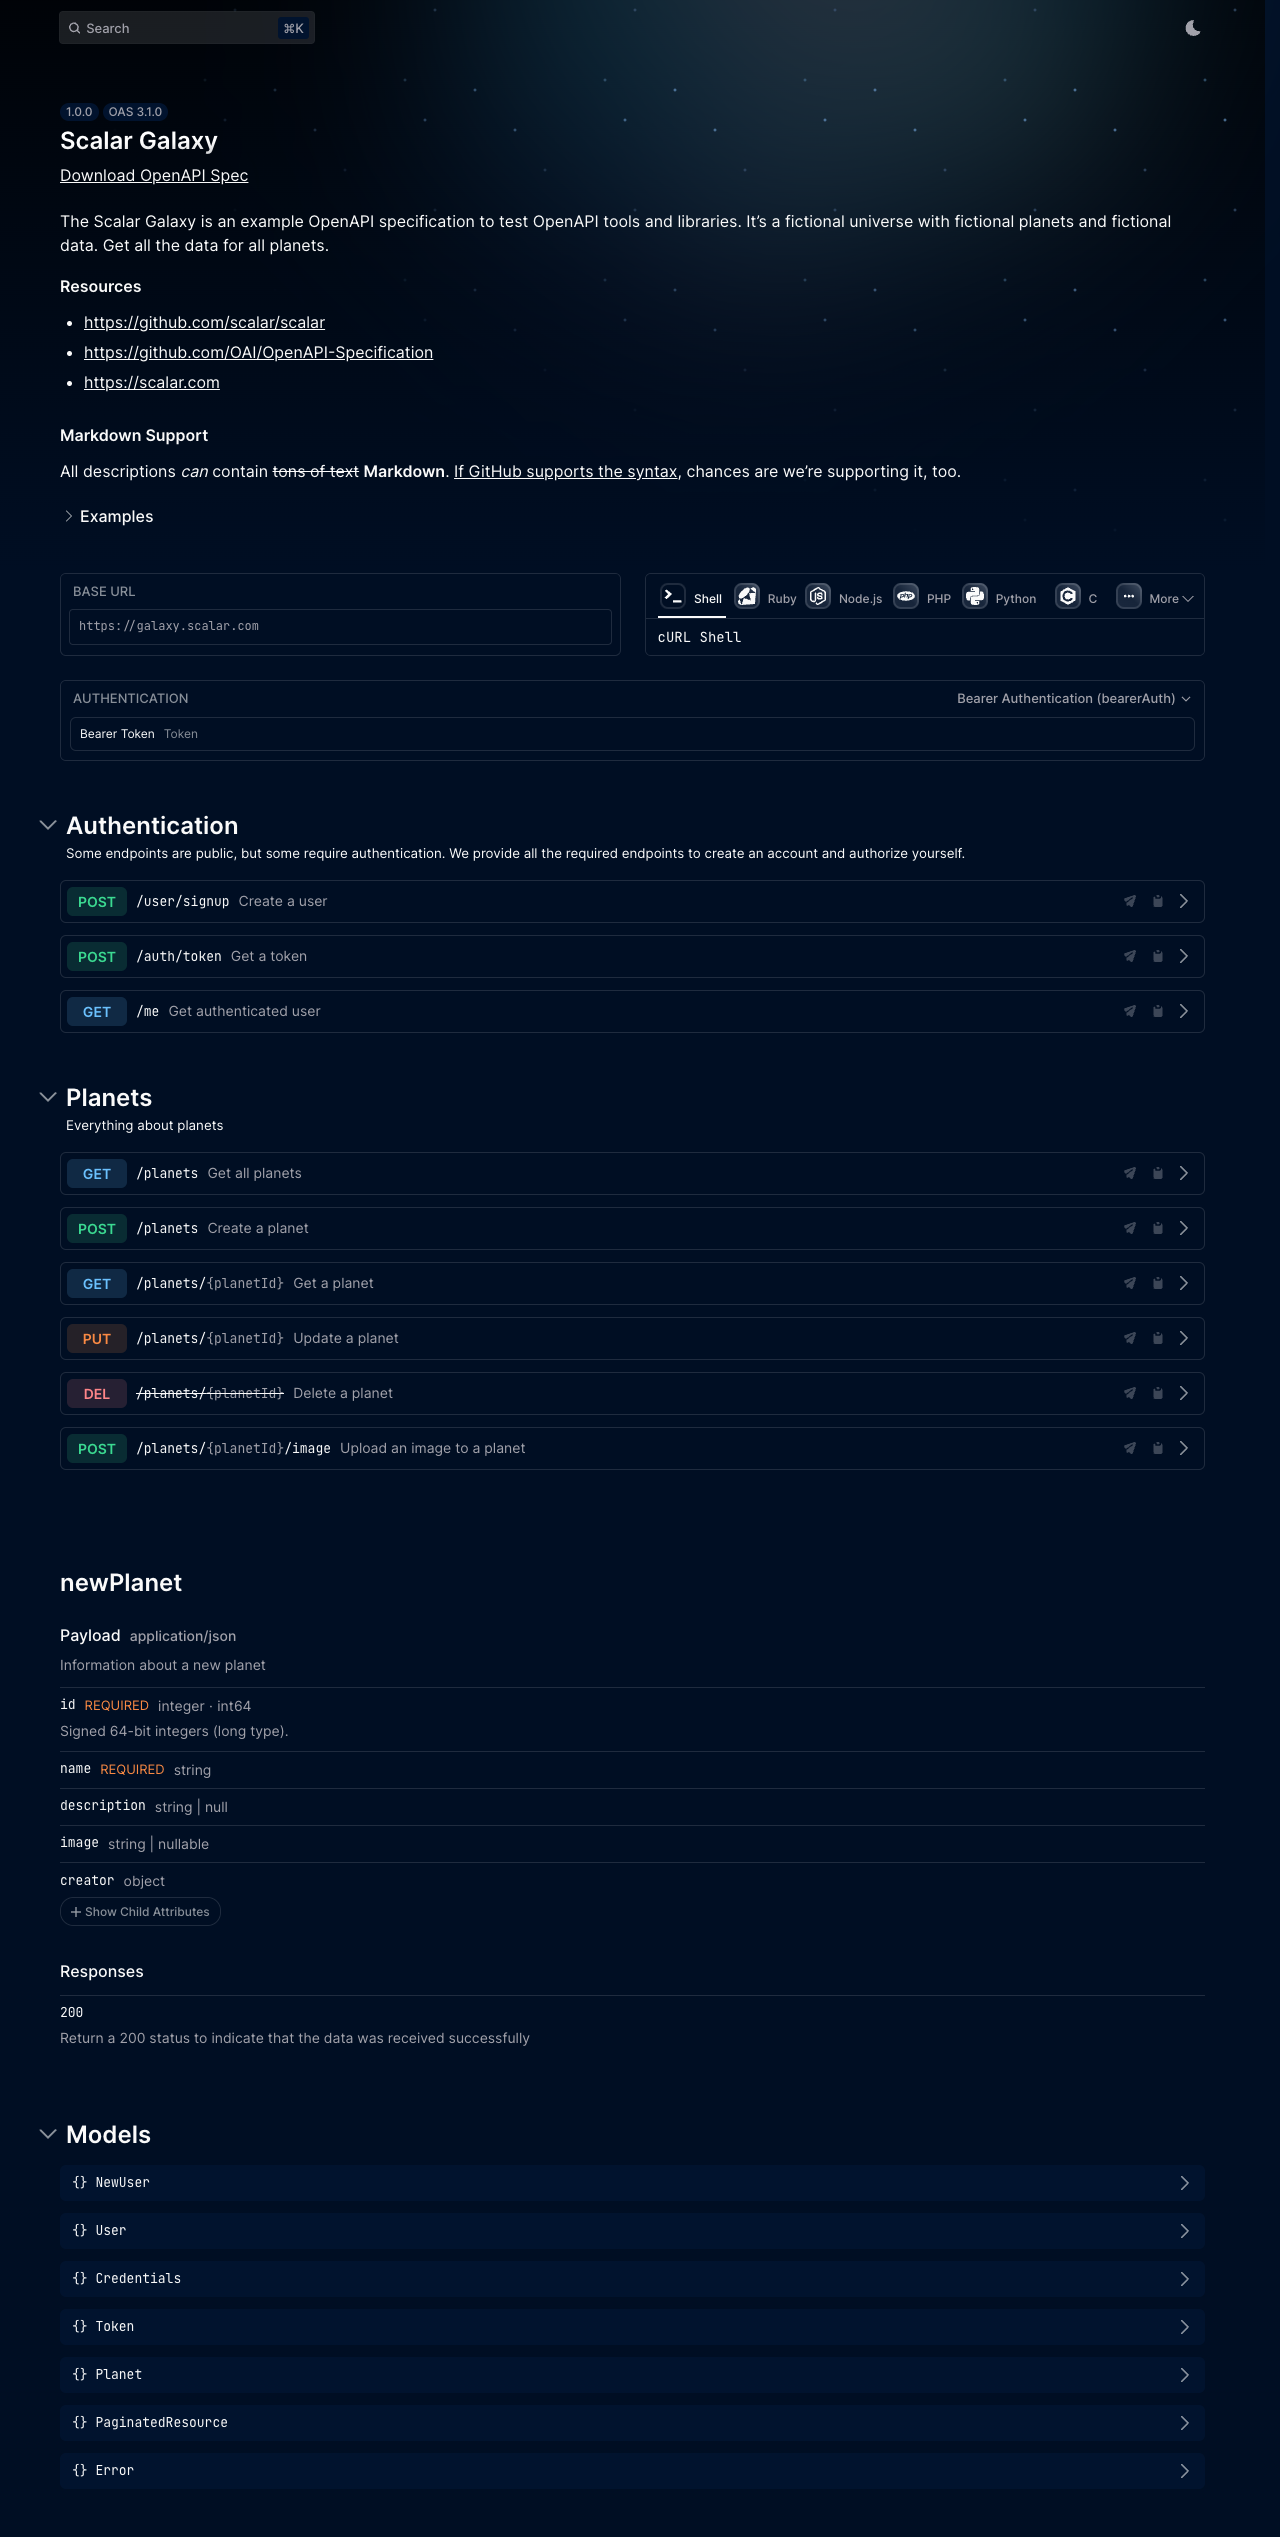 Search ⌘K
1.0.0 OAS 3.1.0
Scalar Galaxy
Download OpenAPI Spec
The Scalar Galaxy is an example OpenAPI specification to test OpenAPI tools and libraries. It’s a fictional universe with fictional planets and fictional
data. Get all the data for all planets.
Resources
• https://github.com/scalar/scalar
• https://github.com/OAI/OpenAPI-Specification
• https://scalar.com
Markdown Support
All descriptions can contain tons of text Markdown. If GitHub supports the syntax, chances are we’re supporting it, too.
Examples
BASE URL
https://galaxy.scalar.com
Shell Ruby Node.js PHP Python C More
cURL Shell
AUTHENTICATION Bearer Authentication (bearerAuth)
Bearer Token Token
Authentication
Some endpoints are public, but some require authentication. We provide all the required endpoints to create an account and authorize yourself.
POST /user/signup Create a user
POST /auth/token Get a token
GET /me Get authenticated user
Planets
Everything about planets
GET /planets Get all planets
POST /planets Create a planet
GET /planets/{planetId} Get a planet
PUT /planets/{planetId} Update a planet
DEL /planets/{planetId} Delete a planet
POST /planets/{planetId}/image Upload an image to a planet
newPlanet
Payload application/json
Information about a new planet
id REQUIRED integer · int64
Signed 64-bit integers (long type).
name REQUIRED string
description string | null
image string | nullable
creator object
Show Child Attributes
Responses
200
Return a 200 status to indicate that the data was received successfully
Models
{} NewUser
{} User
{} Credentials
{} Token
{} Planet
{} PaginatedResource
{} Error